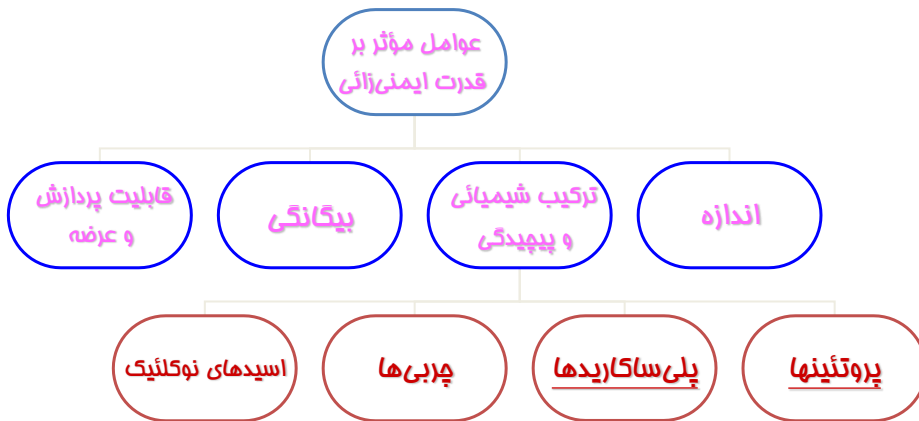 عوامل مؤثر بر
قدرت ایمنی‌زائی
اندازه
ترکیب شیمیائی
و پیچیدگی
بیگانگی
قابلیت پردازش
و عرضه
پروتئینها
پلی‌ساکاریدها
چربی‌ها
اسیدهای نوکلئیک